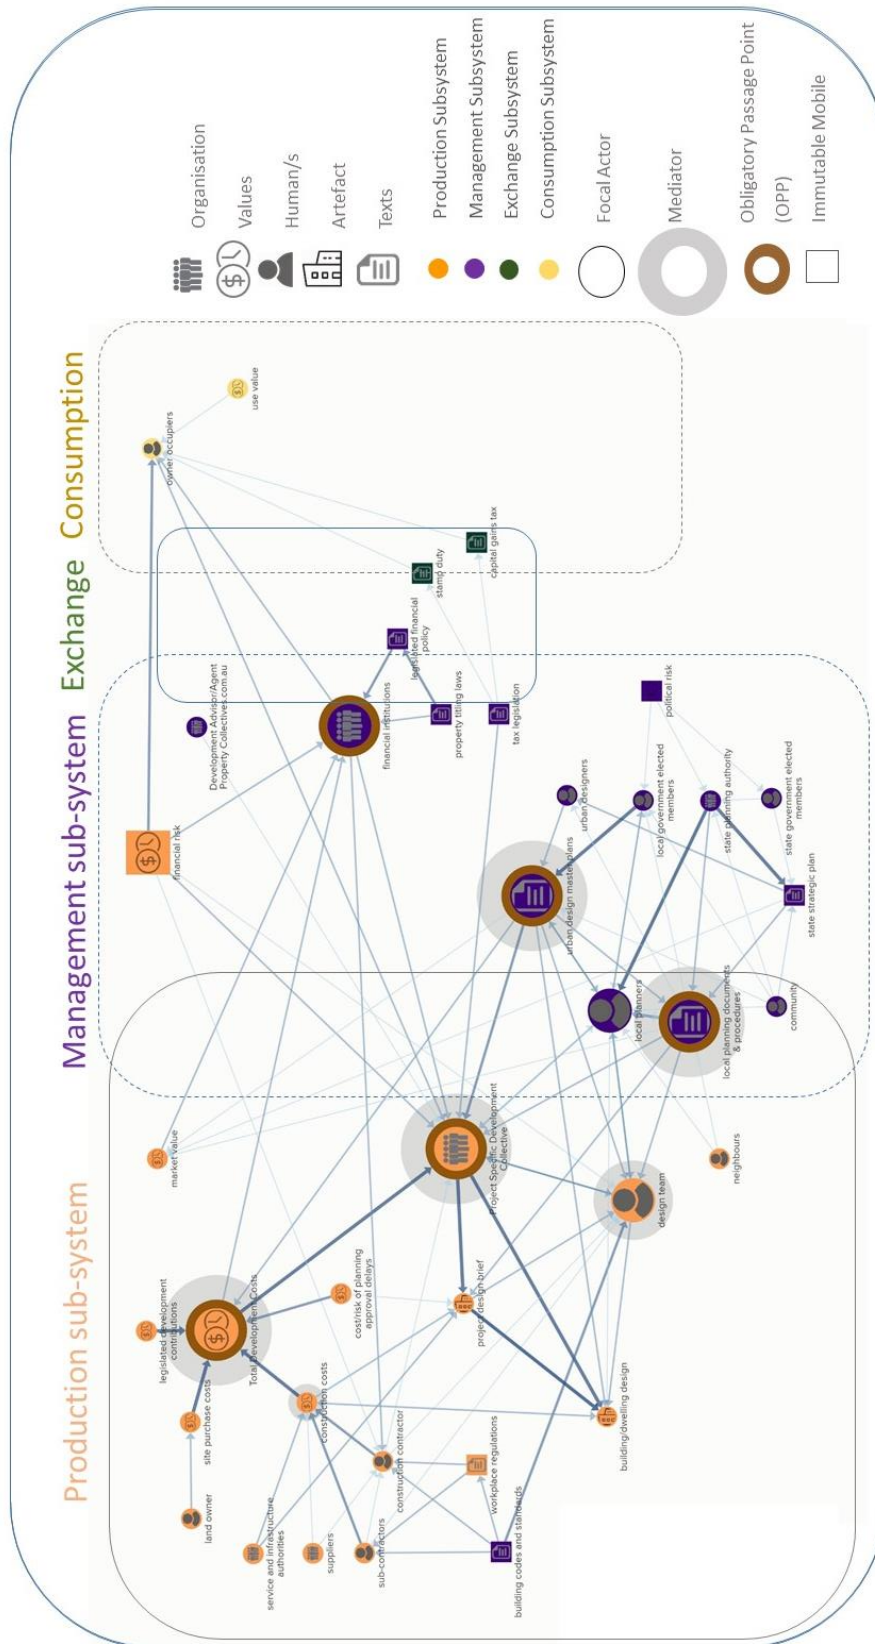 Production sub-system
Management sub-system
Exchange
Consumption
Organisation
Values
Human/s
Artefact
Texts
Production Subsystem
Management Subsystem
Exchange Subsystem
Consumption Subsystem
Focal Actor
Mediator
Obligatory Passage Point
(OPP)
Immutable Mobile
land owner
site purchase costs
legislated development
contributions
Total Development Costs
market value
service and infrastructure
authorities
suppliers
sub-contractors
construction costs
construction contractor
cost/risk of planning
approval delays
workplace regulations
building codes and standards
project design brief
building/dwelling design
Project Specific Development
Collective
design team
neighbours
financial risk
Development Advisor/Agent
Property Collectives.com.au
financial institutions
legislated financial
policy
property titling laws
tax legislation
stamp duty
capital gains tax
owner occupiers
use value
urban design master plans
urban designers
local government elected
members
state planning authority
state government elected
members
political risk
state strategic plan
local planners
local planning documents
& procedures
community